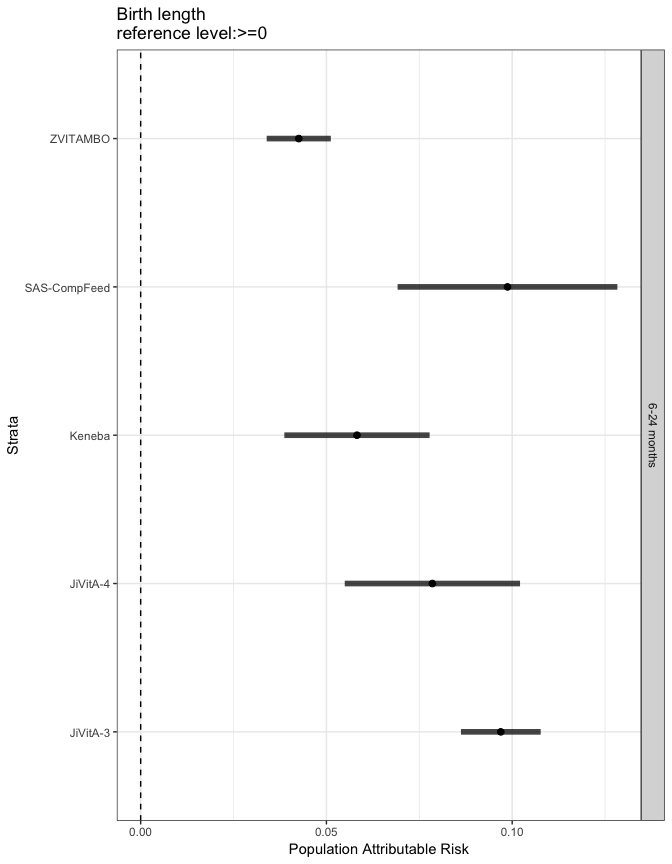 Birth length
reference level:>=0
ZVITAMBO
SAS-CompFeed
Keneba
JiVitA-4
JiVitA-3
Strata
6-24 months
0.00
0.05
0.10
Population Attributable Risk